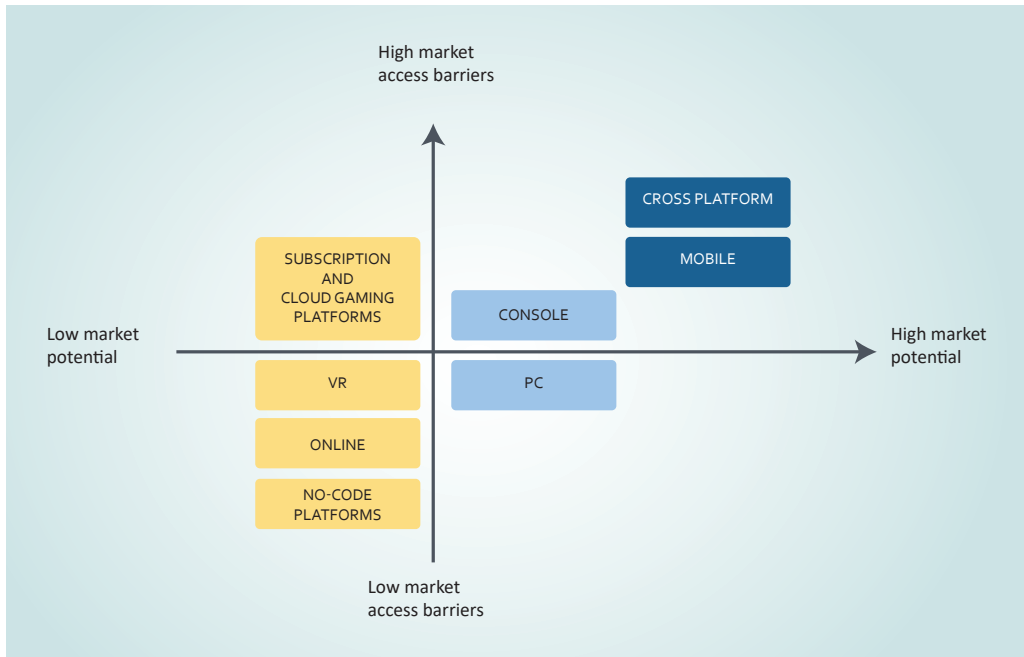 High market
access barriers
CROSS PLATFORM
SUBSCRIPTION
AND
CLOUD GAMING
PLATFORMS
MOBILE
CONSOLE
Low market
potential
High market
potential
VR
PC
ONLINE
NO-CODE
PLATFORMS
Low market
access barriers